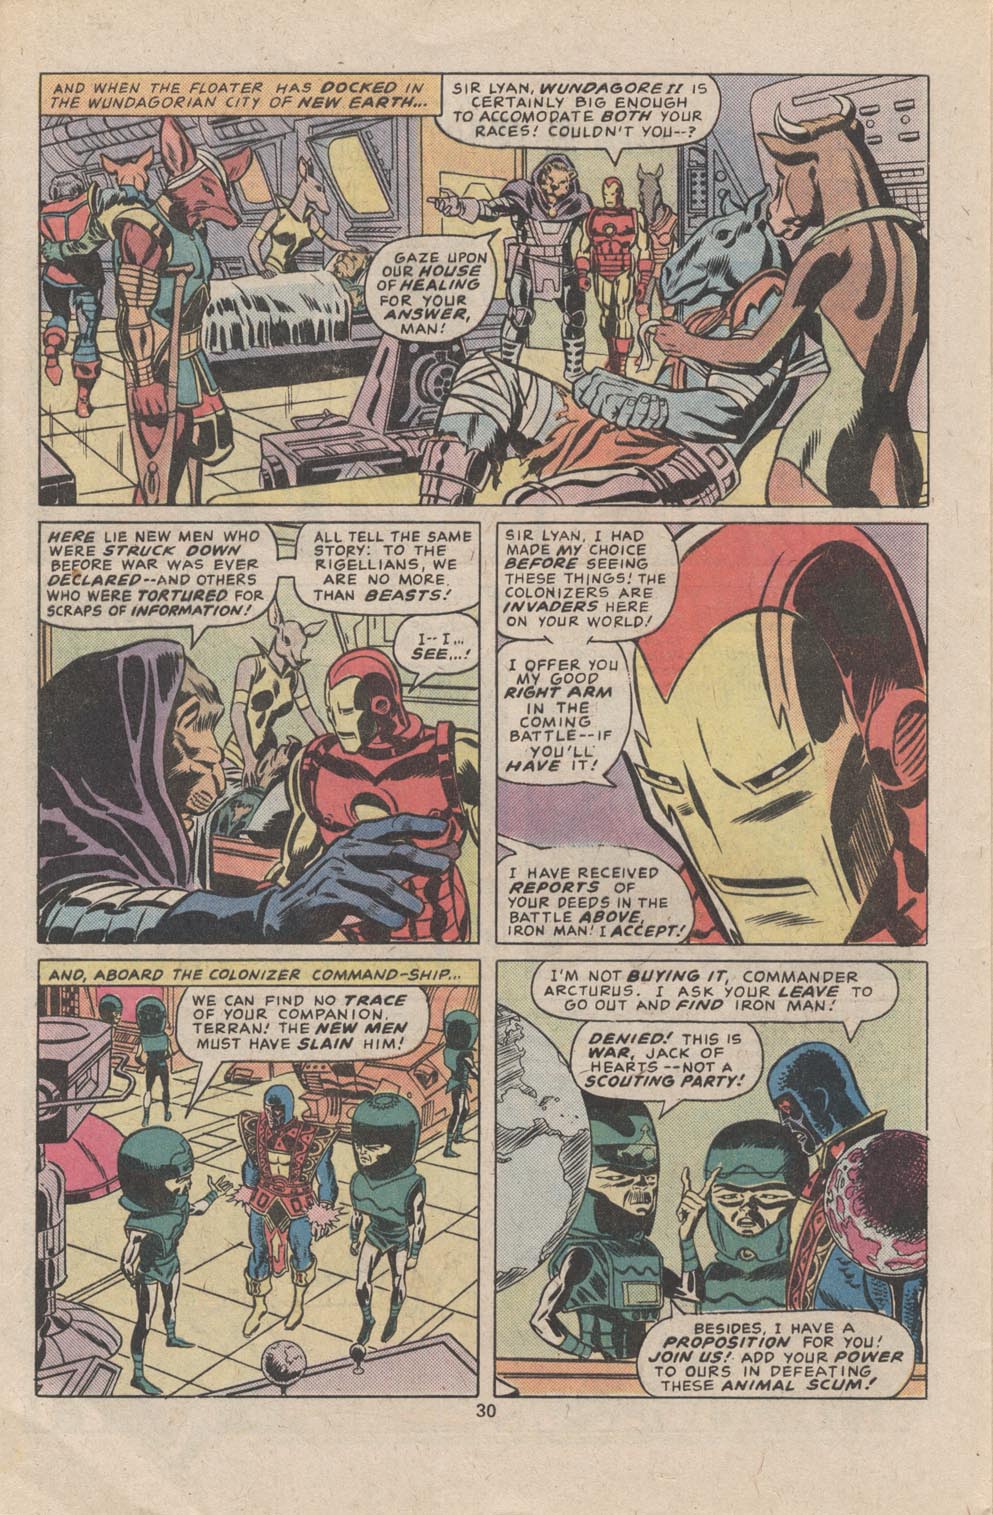 AND WHEN THE FLOATER HAS DOCKED IN
THE WUNDAGORIAN CITY OF NEW EARTH...
SIR LYAN, WUNDAGORE II IS
CERTAINLY BIG ENOUGH
TO ACCOMODATE BOTH YOUR
RACES! COULDN'T YOU--?
GAZE UPON
OUR HOUSE
OF HEALING
FOR YOUR
ANSWER,
MAN!
HERE LIE NEW MEN WHO
WERE STRUCK DOWN
BEFORE WAR WAS EVER
DECLARED--AND OTHERS
WHO WERE TORTURED FOR
SCRAPS OF INFORMATION!
ALL TELL THE SAME
STORY: TO THE
RIGELLIANS, WE
ARE NO MORE
THAN BEASTS!
I--I...
SEE...!
SIR LYAN, I HAD
MADE MY CHOICE
BEFORE SEEING
THESE THINGS! THE
COLONIZERS ARE
INVADERS HERE
ON YOUR WORLD!
I OFFER YOU
MY GOOD
RIGHT ARM
IN THE
COMING
BATTLE--IF
YOU'LL
HAVE IT!
I HAVE RECEIVED
REPORTS OF
YOUR DEEDS IN THE
BATTLE ABOVE,
IRON MAN! I ACCEPT!
AND, ABOARD THE COLONIZER COMMAND-SHIP...
WE CAN FIND NO TRACE
OF YOUR COMPANION,
TERRAN! THE NEW MEN
MUST HAVE SLAIN HIM!
I'M NOT BUYING IT, COMMANDER
ARCTURUS. I ASK YOUR LEAVE TO
GO OUT AND FIND IRON MAN!
DENIED! THIS IS
WAR, JACK OF
HEARTS--NOT A
SCOUTING PARTY!
BESIDES, I HAVE A
PROPOSITION FOR YOU!
JOIN US! ADD YOUR POWER
TO OURS IN DEFEATING
THESE ANIMAL SCUM!
30